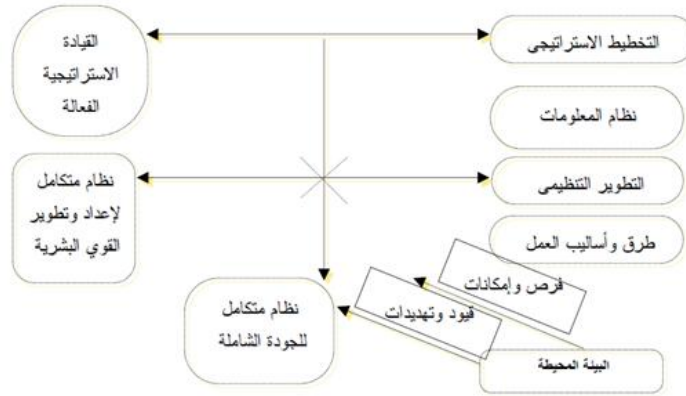 القيادة
الاستراتيجية
الفعالة
التخطيط الاستراتيجي
نظام المعلومات
نظام متكامل
لإعداد وتطوير
القوي البشرية
التطوير التنظيمى
طرق وأساليب العمل
فرص وإمكانات
قيود وتهديدات
نظام متكامل
للجودة الشاملة
البيئة المحيطة